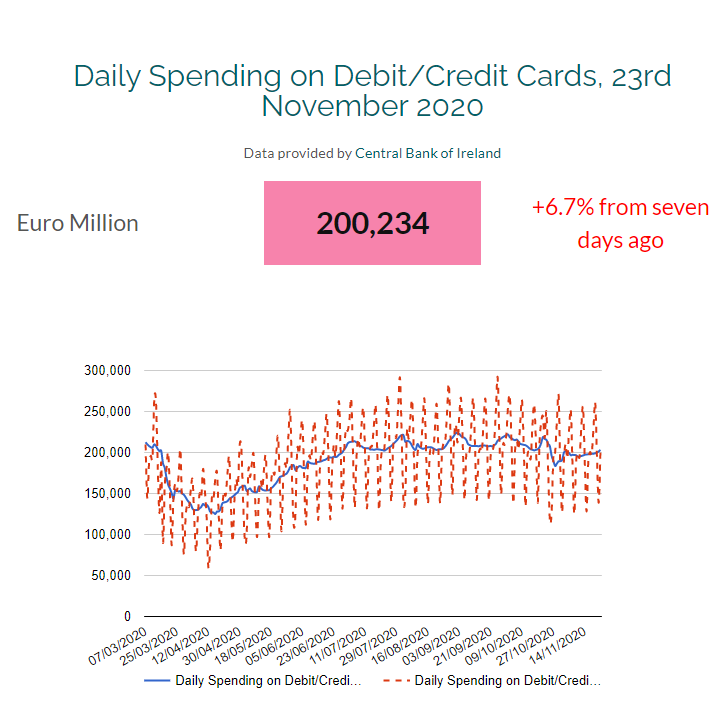 Daily Spending on Debit/Credit Cards, 23rd
November 2020
Data provided by Central Bank of Ireland
Euro Million
200,234
+6.7% from seven
days ago
300,000
250,000
200,000
150,000
100,000
50,000
0
07/03/2020
25/03/2020
12/04/2020
30/04/2020
18/05/2020
05/06/2020
23/06/2020
11/07/2020
29/07/2020
16/08/2020
03/09/2020
21/09/2020
09/10/2020
27/10/2020
14/11/2020
Daily Spending on Debit/Credi...
Daily Spending on Debit/Credi...